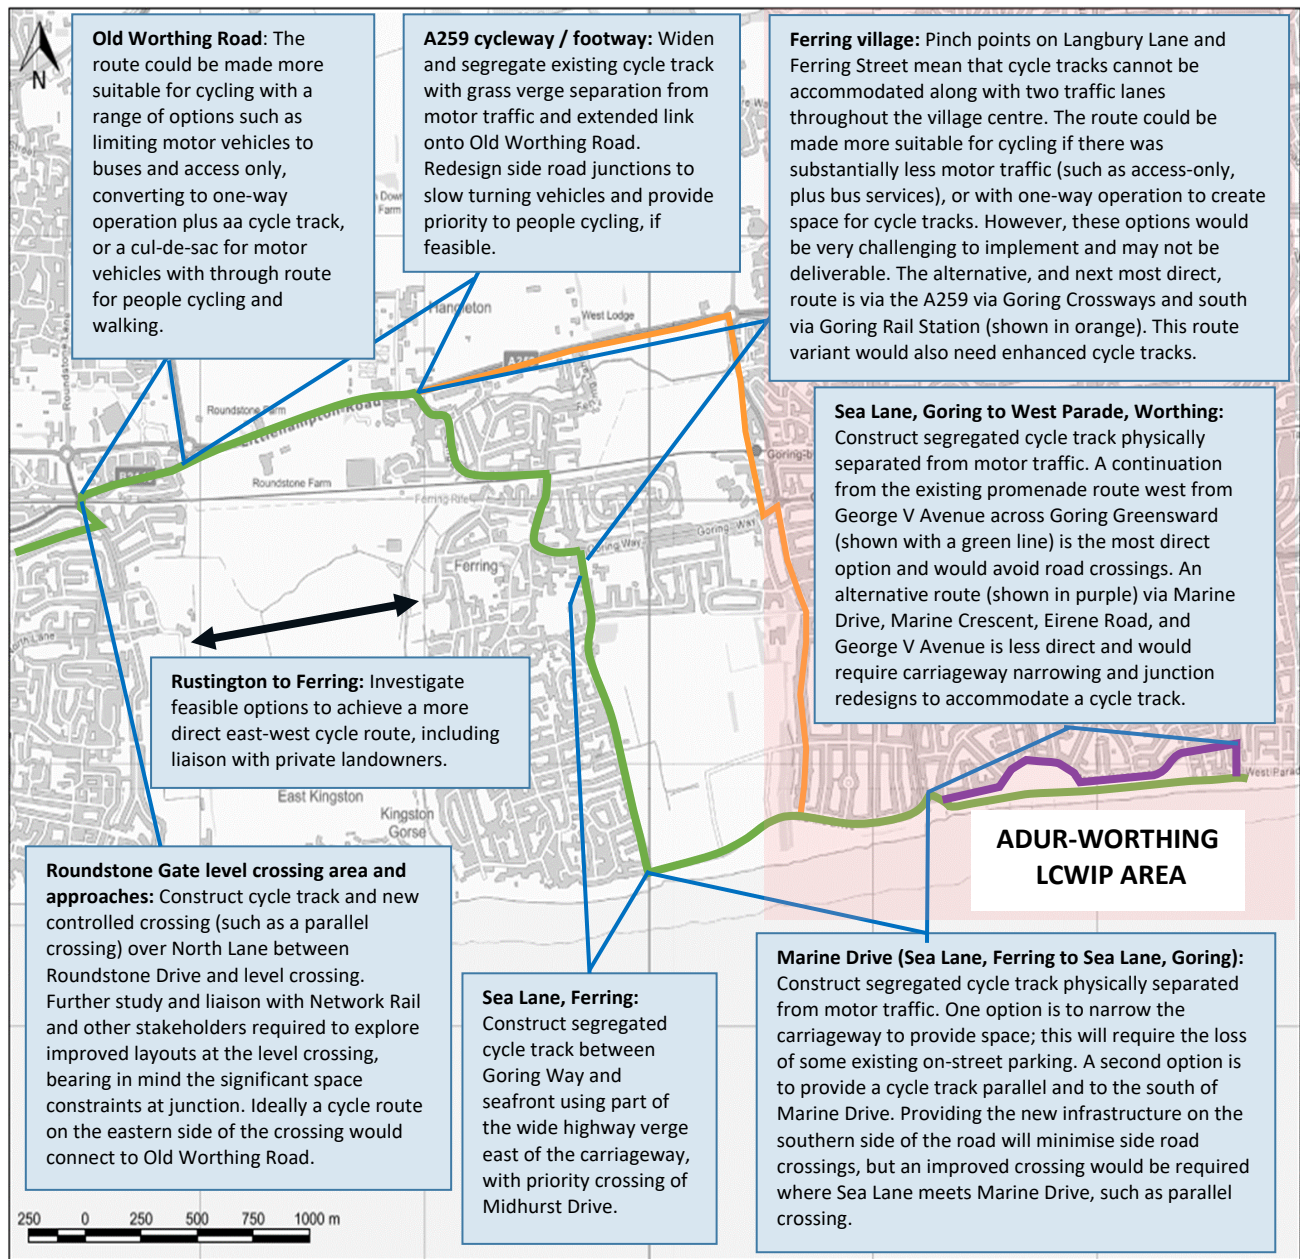 Old Worthing Road: The
route could be made more
suitable for cycling with a
range of options such as
limiting motor vehicles to
buses and access only,
converting to one-way
operation plus aa cycle track,
or a cul-de-sac for motor
vehicles with through route
for people cycling and
walking.
A259 cycleway / footway: Widen
and segregate existing cycle track
with grass verge separation from
motor traffic and extended link
onto Old Worthing Road.
Redesign side road junctions to
slow turning vehicles and provide
priority to people cycling, if
feasible.
Ferring village: Pinch points on Langbury Lane and
Ferring Street mean that cycle tracks cannot be
accommodated along with two traffic lanes
throughout the village centre. The route could be
made more suitable for cycling if there was
substantially less motor traffic (such as access-only,
plus bus services), or with one-way operation to create
space for cycle tracks. However, these options would
be very challenging to implement and may not be
deliverable. The alternative, and next most direct,
route is via the A259 via Goring Crossways and south
via Goring Rail Station (shown in orange). This route
variant would also need enhanced cycle tracks.
N
Hangleton
West Lodge
Roundstone Farm
Littlehampton Road
Roundstone Farm
Ferring Rife
Goring Way
Goring Way
Ferring
Sea Lane, Goring to West Parade, Worthing:
Construct segregated cycle track physically
separated from motor traffic. A continuation
from the existing promenade route west from
George V Avenue across Goring Greensward
(shown with a green line) is the most direct
option and would avoid road crossings. An
alternative route (shown in purple) via Marine
Drive, Marine Crescent, Eirene Road, and
George V Avenue is less direct and would
require carriageway narrowing and junction
redesigns to accommodate a cycle track.
Rustington to Ferring: Investigate
feasible options to achieve a more
direct east-west cycle route, including
liaison with private landowners.
East Kingston
Kingston
Gorse
ADUR-WORTHING
LCWIP AREA
Roundstone Gate level crossing area and
approaches: Construct cycle track and new
controlled crossing (such as a parallel
crossing) over North Lane between
Roundstone Drive and level crossing.
Further study and liaison with Network Rail
and other stakeholders required to explore
improved layouts at the level crossing,
bearing in mind the significant space
constraints at junction. Ideally a cycle route
on the eastern side of the crossing would
connect to Old Worthing Road.
Sea Lane, Ferring:
Construct segregated
cycle track between
Goring Way and
seafront using part of
the wide highway verge
east of the carriageway,
with priority crossing of
Midhurst Drive.
Marine Drive (Sea Lane, Ferring to Sea Lane, Goring):
Construct segregated cycle track physically separated
from motor traffic. One option is to narrow the
carriageway to provide space; this will require the loss
of some existing on-street parking. A second option is
to provide a cycle track parallel and to the south of
Marine Drive. Providing the new infrastructure on the
southern side of the road will minimise side road
crossings, but an improved crossing would be required
where Sea Lane meets Marine Drive, such as parallel
crossing.
250 0 250 500 750 1000 m